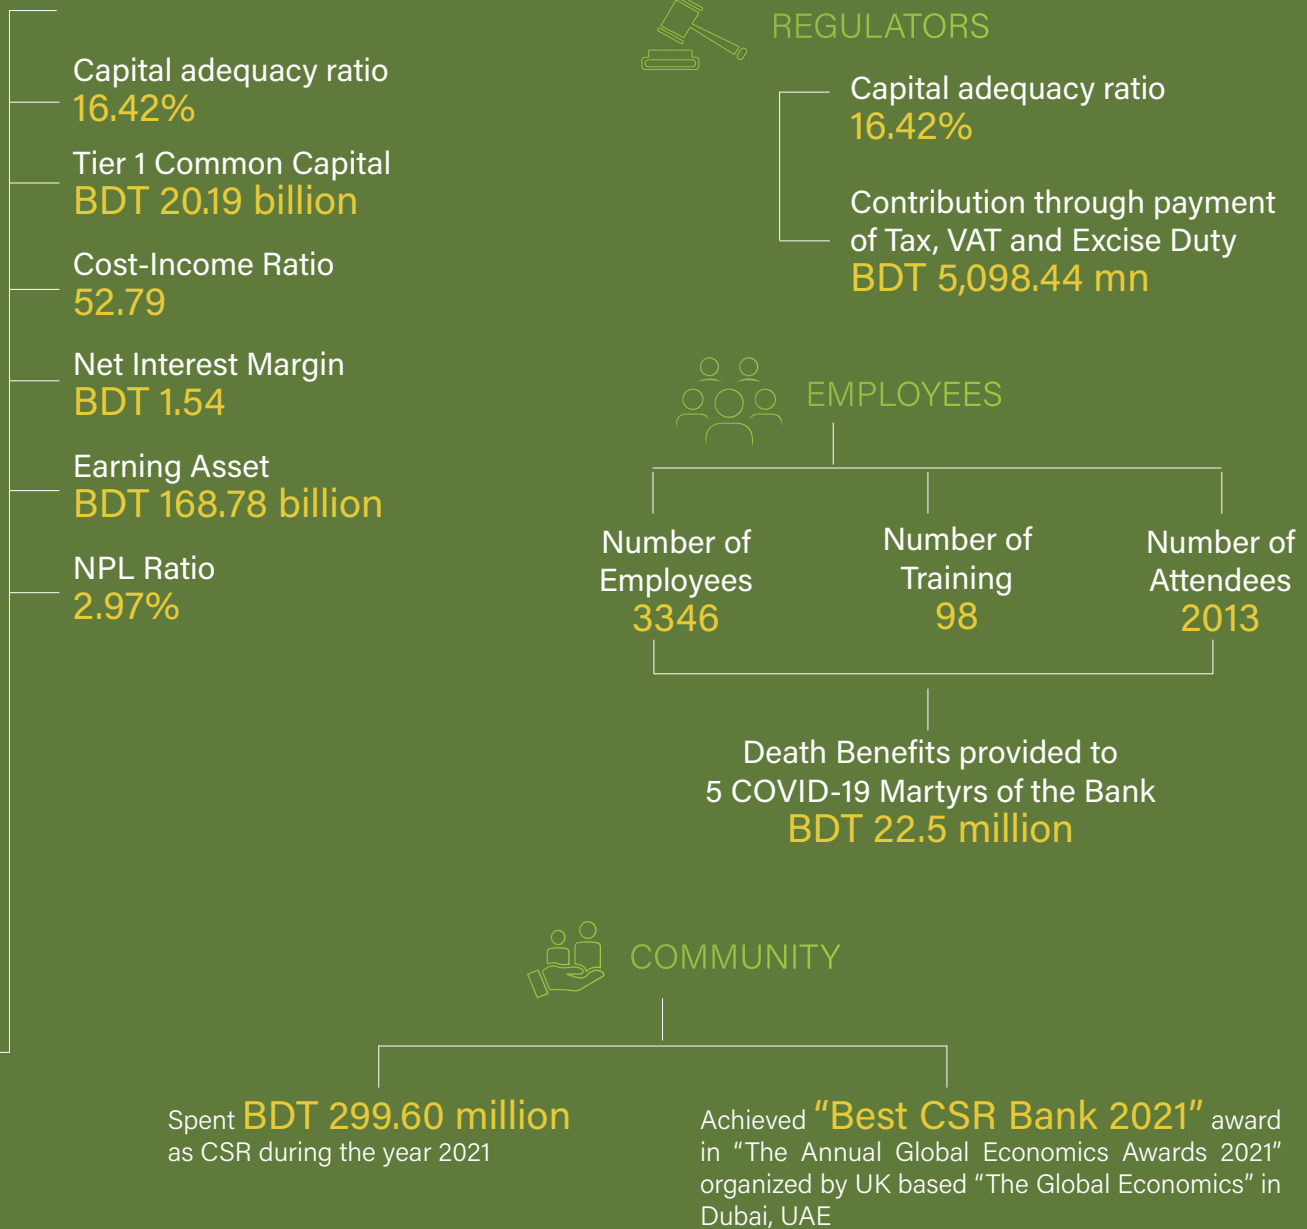 Capital adequacy ratio
16.42%
Tier 1 Common Capital
BDT 20.19 billion
Cost-Income Ratio
52.79
Net Interest Margin
BDT 1.54
Earning Asset
BDT 168.78 billion
NPL Ratio
2.97%
REGULATORS
Capital adequacy ratio
16.42%
Contribution through payment
of Tax, VAT and Excise Duty
BDT 5,098.44 mn
EMPLOYEES
Number of
Employees
3346
Number of
Training
98
Number of
Attendees
2013
Death Benefits provided to
5 COVID-19 Martyrs of the Bank
BDT 22.5 million
COMMUNITY
Spent BDT 299.60 million
as CSR during the year 2021
Achieved “Best CSR Bank 2021” award
in “The Annual Global Economics Awards 2021”
organized by UK based “The Global Economics” in
Dubai, UAE